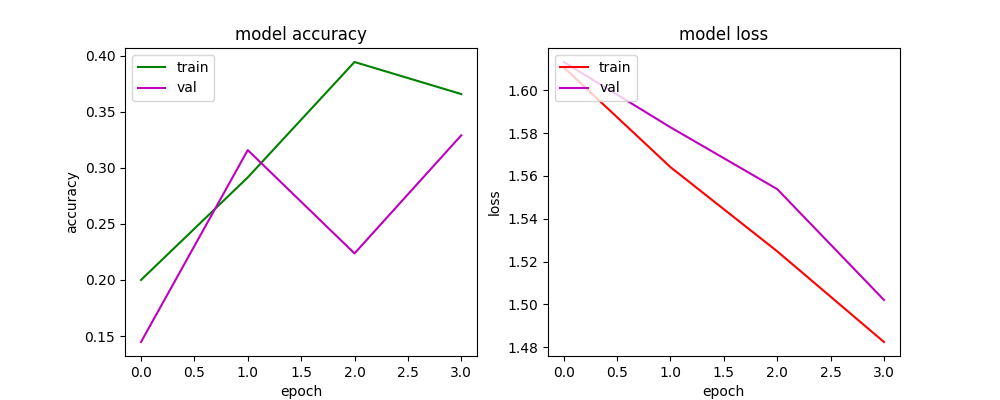 model accuracy
train
val
0.40
0.35
0.30
0.25
0.20
0.15
accuracy
0.0 0.5 1.0 1.5 2.0 2.5 3.0
epoch
model loss
train
val
1.60
1.58
1.56
1.54
1.52
1.50
1.48
loss
0.0 0.5 1.0 1.5 2.0 2.5 3.0
epoch